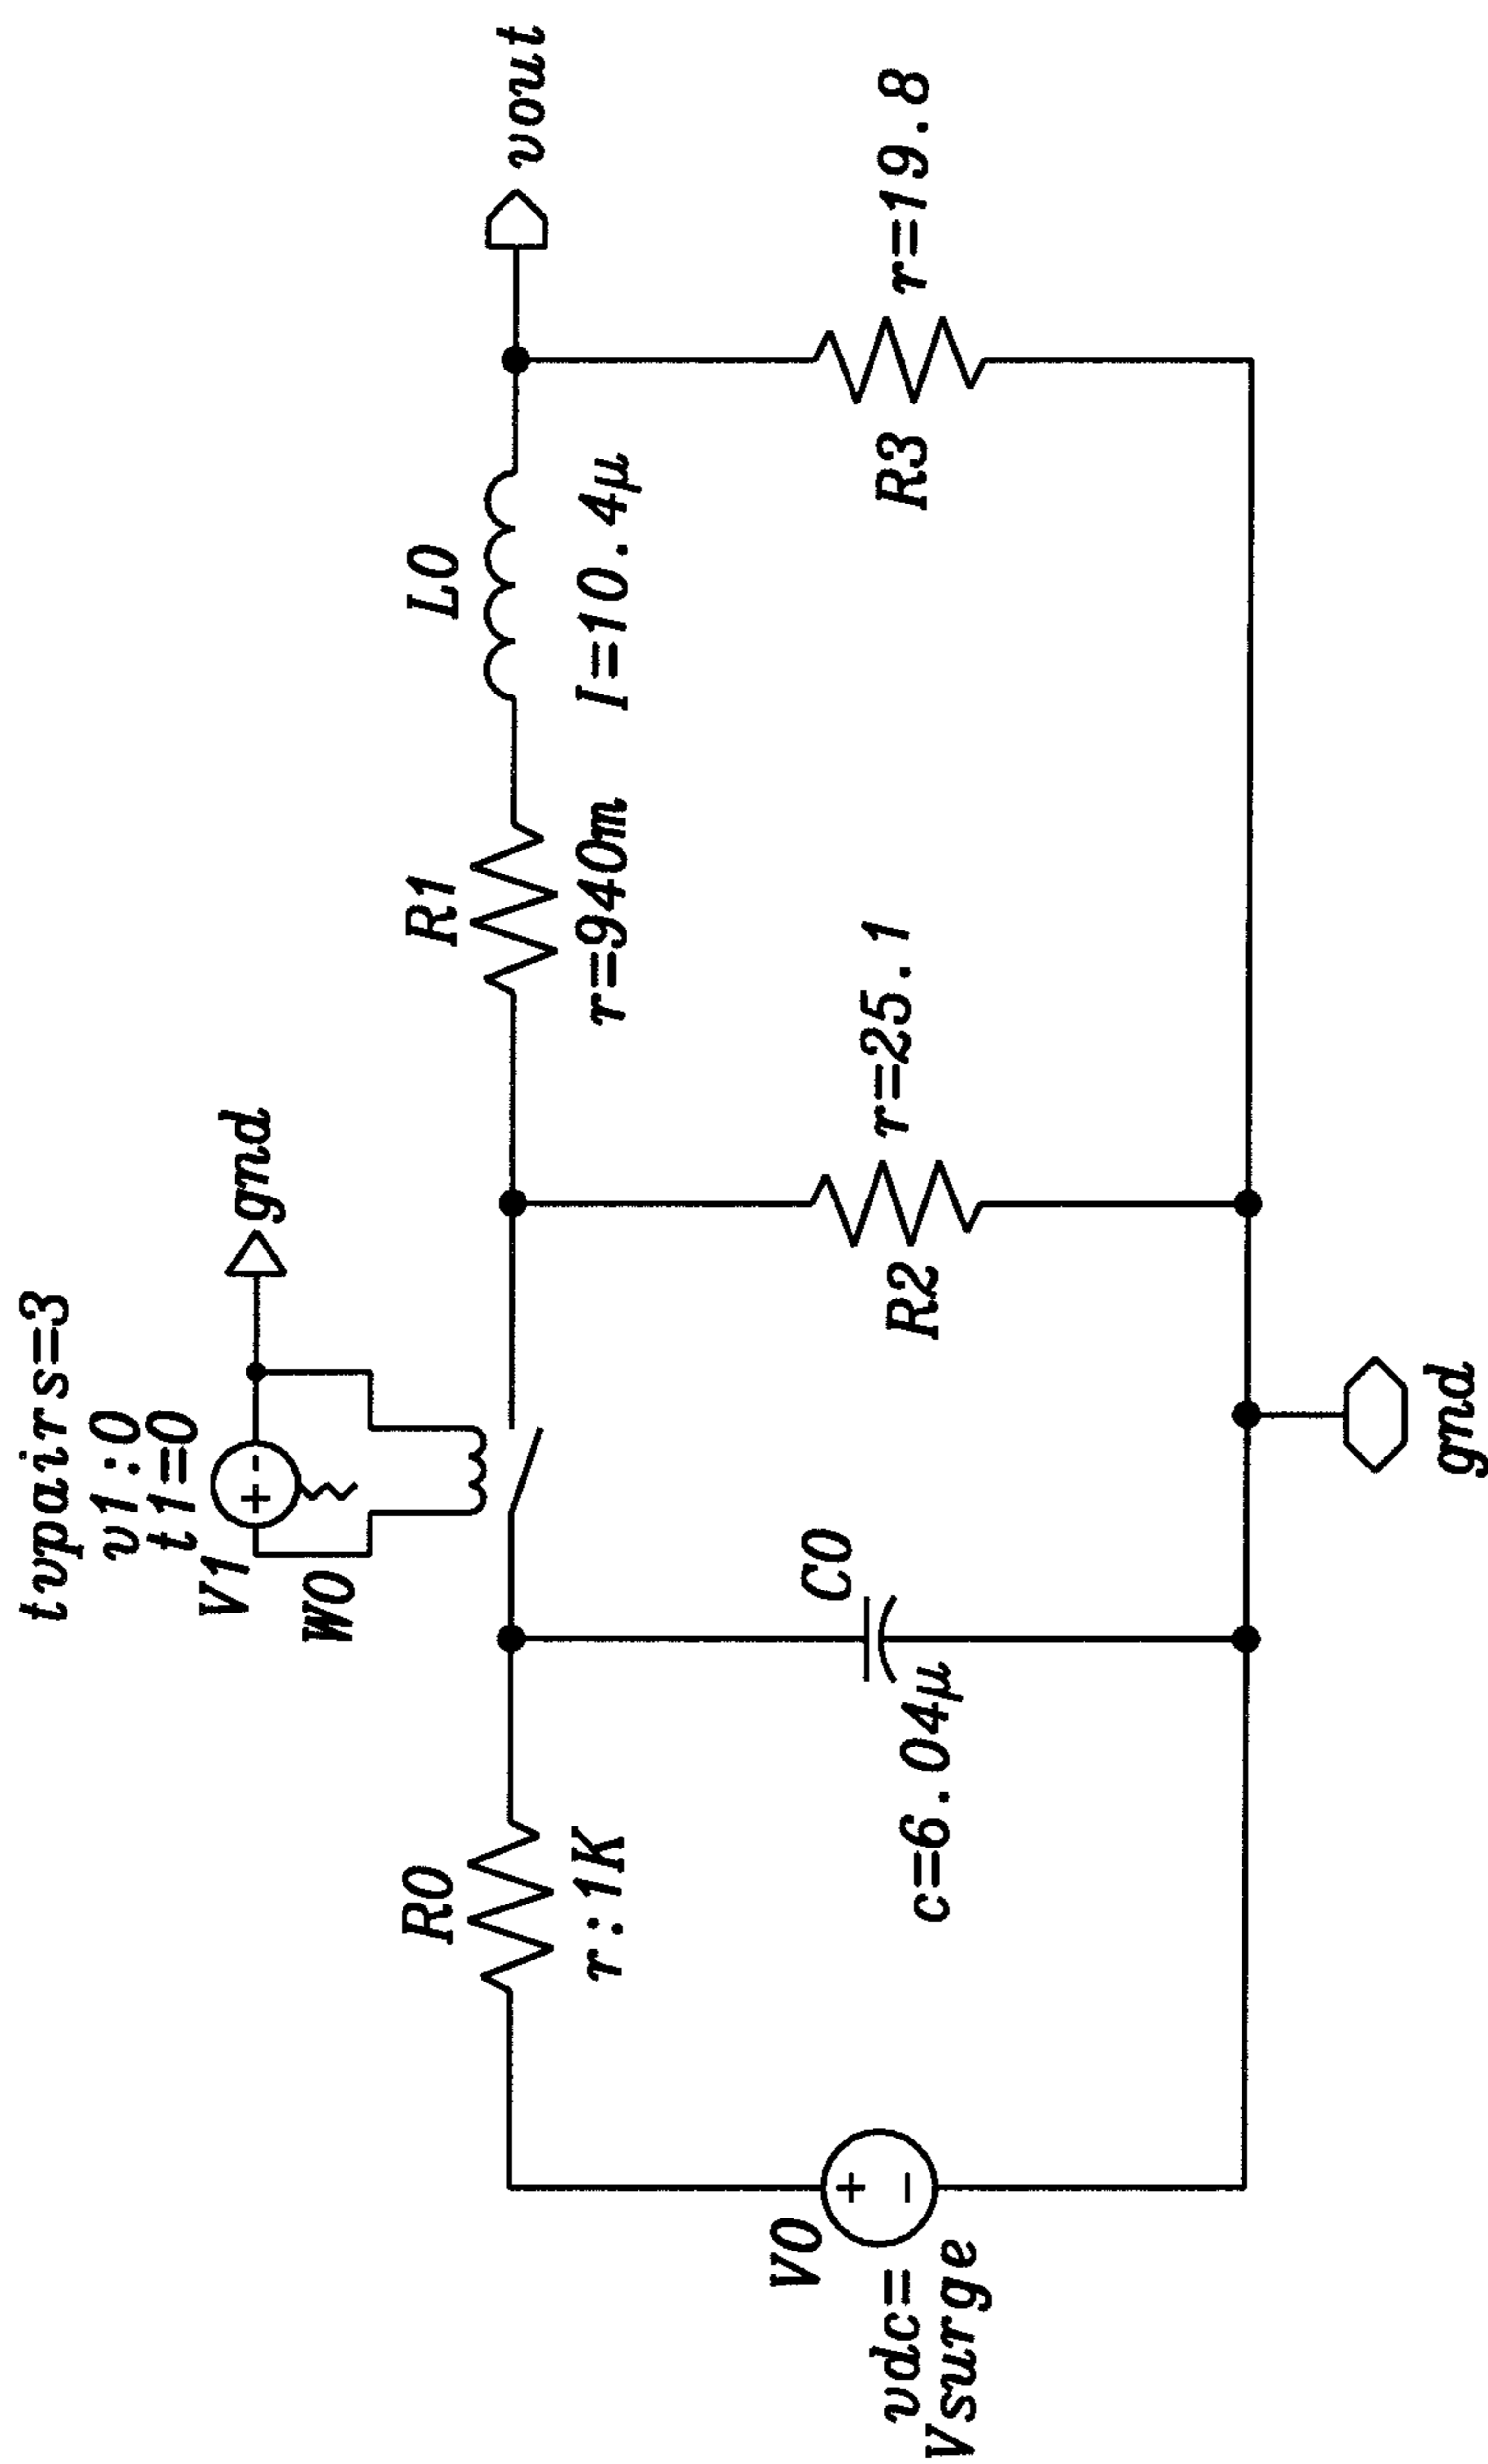 tvpairs=3
v1:0
t1=0
V1
gnd
W0
R0
r:1K
R1
r=940m
L0
l=10.4μ
vout
V0
vdc=
Vsurge
C0
c=6.04μ
R2
r=25.1
R3
r=19.8
gnd